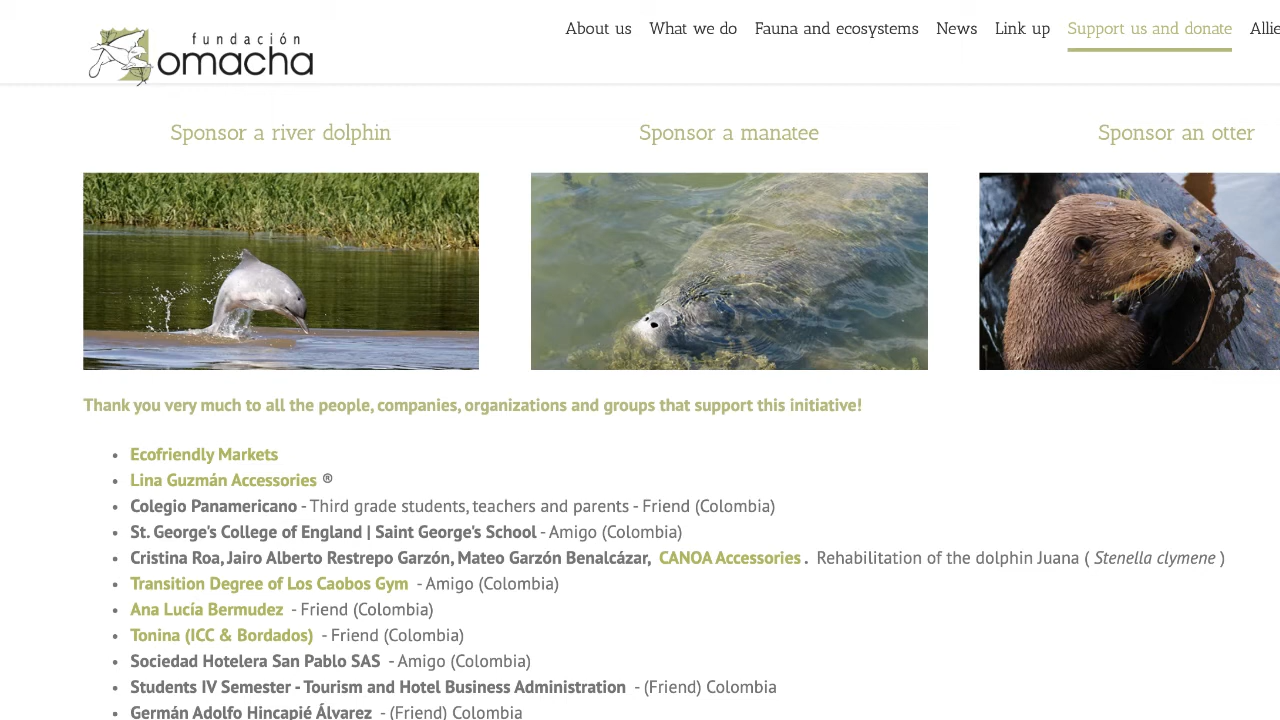 fundación
omacha
About us What we do Fauna and ecosystems News Link up Support us and donate Allie
Sponsor a river dolphin Sponsor a manatee Sponsor an otter
Thank you very much to all the people, companies, organizations and groups that support this initiative!
• Ecofriendly Markets
• Lina Guzmán Accessories ®
• Colegio Panamericano - Third grade students, teachers and parents - Friend (Colombia)
• St. George's College of England | Saint George's School - Amigo (Colombia)
• Cristina Roa, Jairo Alberto Restrepo Garzón, Mateo Garzón Benalcázar, CANOA Accessories . Rehabilitation of the dolphin Juana ( Stenella clymene )
• Transition Degree of Los Caobos Gym - Amigo (Colombia)
• Ana Lucía Bermudez - Friend (Colombia)
• Tonina (ICC & Bordados) - Friend (Colombia)
• Sociedad Hotelera San Pablo SAS - Amigo (Colombia)
• Students IV Semester - Tourism and Hotel Business Administration - (Friend) Colombia
• Germán Adolfo Hincapié Álvarez - (Friend) Colombia